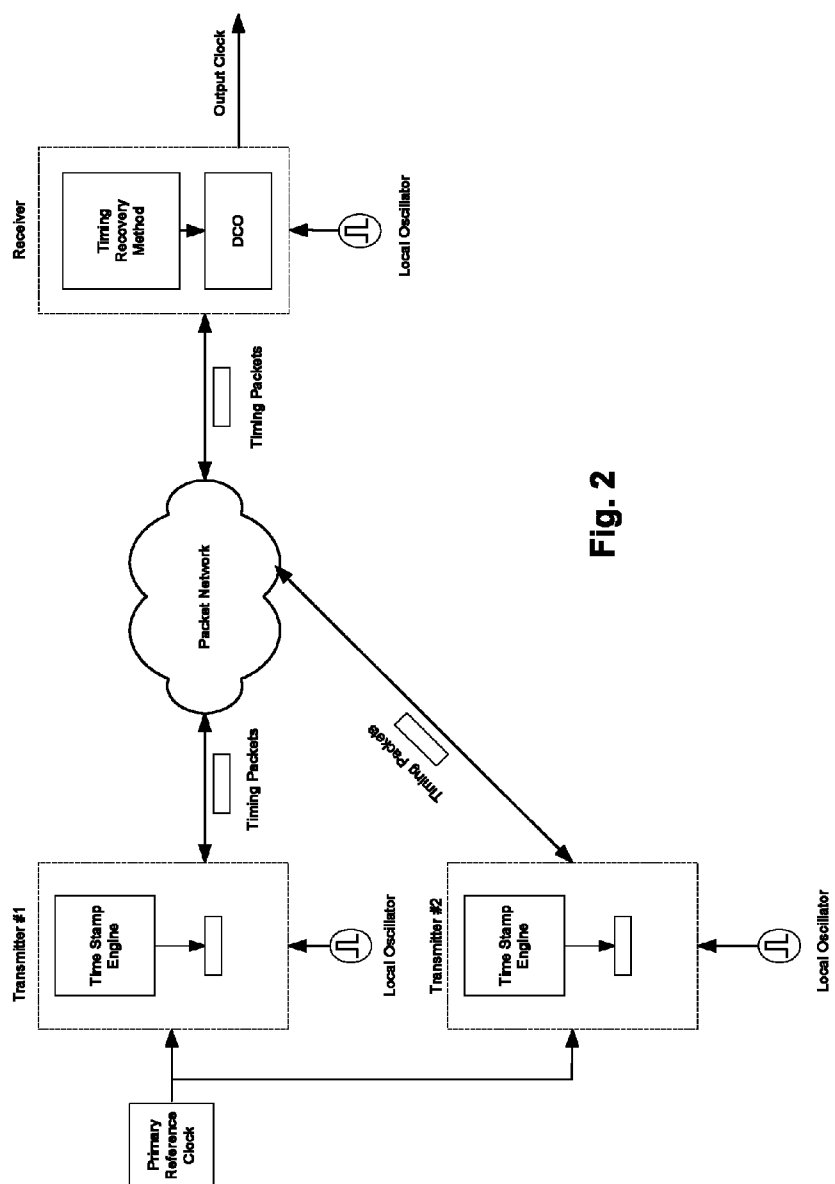 Primary
Reference
Clock
Transmitter #1
Time Stamp
Engine
Local Oscillator
Timing Packets
Packet Network
Timing Packets
Receiver
Timing
Recovery
Method
DCO
Local Oscillator
Output Clock
Transmitter #2
Time Stamp
Engine
Local Oscillator
Timing Packets
Fig. 2